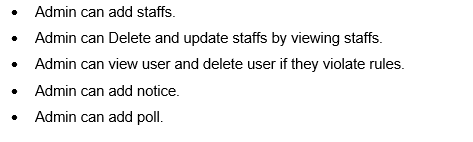 • Admin can add staffs.
• Admin can Delete and update staffs by viewing staffs.
• Admin can view user and delete user if they violate rules.
• Admin can add notice.
• Admin can add poll.